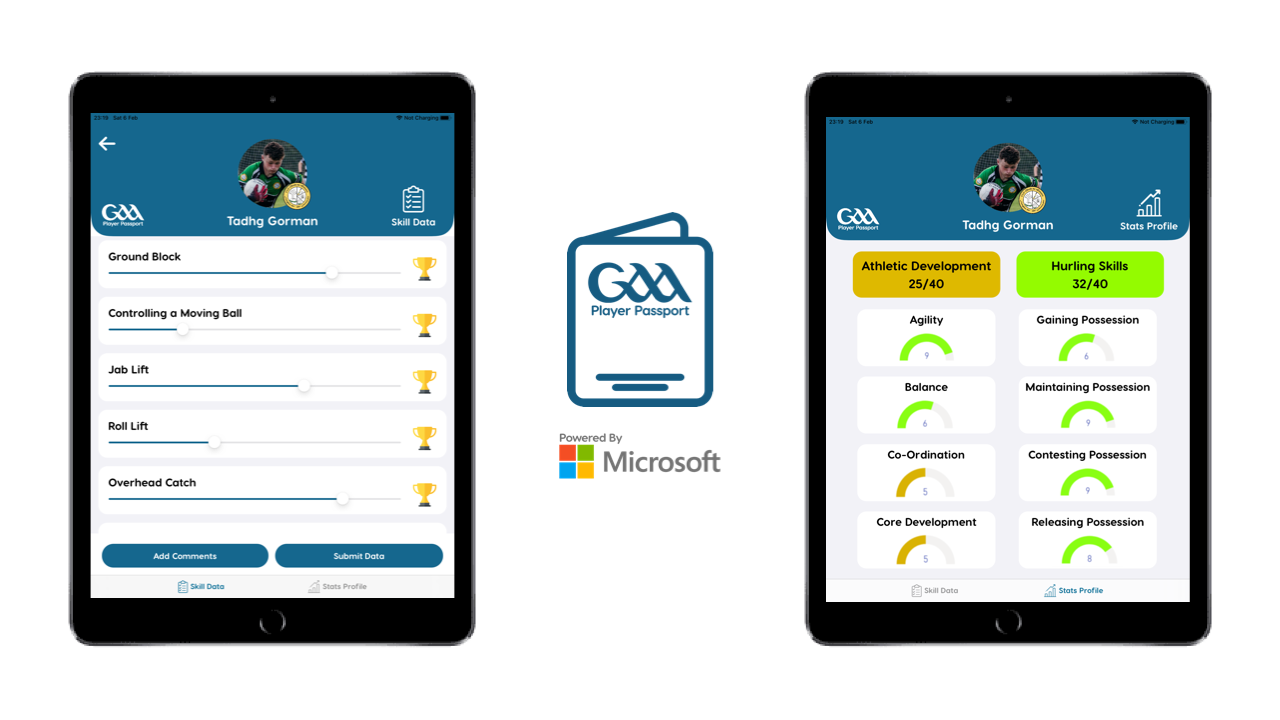 23:19 Sat 6 Feb
Not Charging
GAA
Player Passport
Tadhg Gorman
Skill Data
Ground Block
Controlling a Moving Ball
Jab Lift
Roll Lift
Overhead Catch
Add Comments
Submit Data
Skill Data
Stats Profile
GAA
Player Passport
Powered By
Microsoft
23:19 Sat 6 Feb
Not Charging
GAA
Player Passport
Tadhg Gorman
Stats Profile
Athletic Development
25/40
Hurling Skills
32/40
Agility
9
Gaining Possession
6
Balance
6
Maintaining Possession
9
Co-Ordination
5
Contesting Possession
9
Core Development
5
Releasing Possession
8
Skill Data
Stats Profile